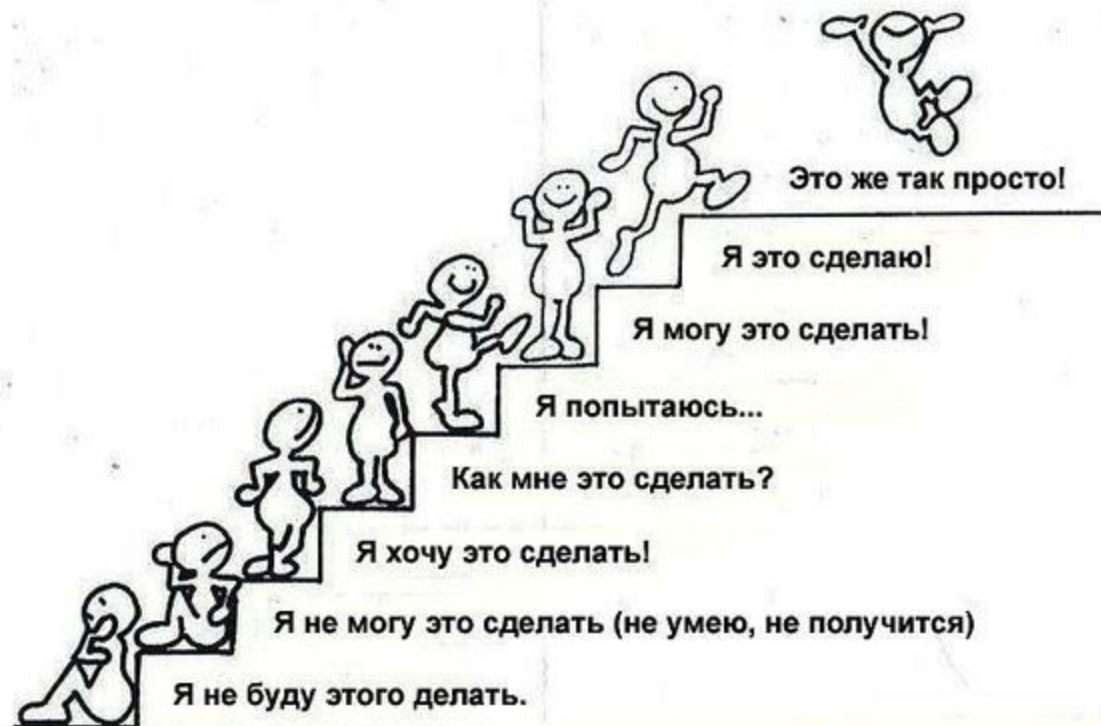 Это же так просто!
Я это сделаю!
Я могу это сделать!
Я попытаюсь...
Как мне это сделать?
Я хочу это сделать!
Я не могу это сделать (не умею, не получится)
Я не буду этого делать.